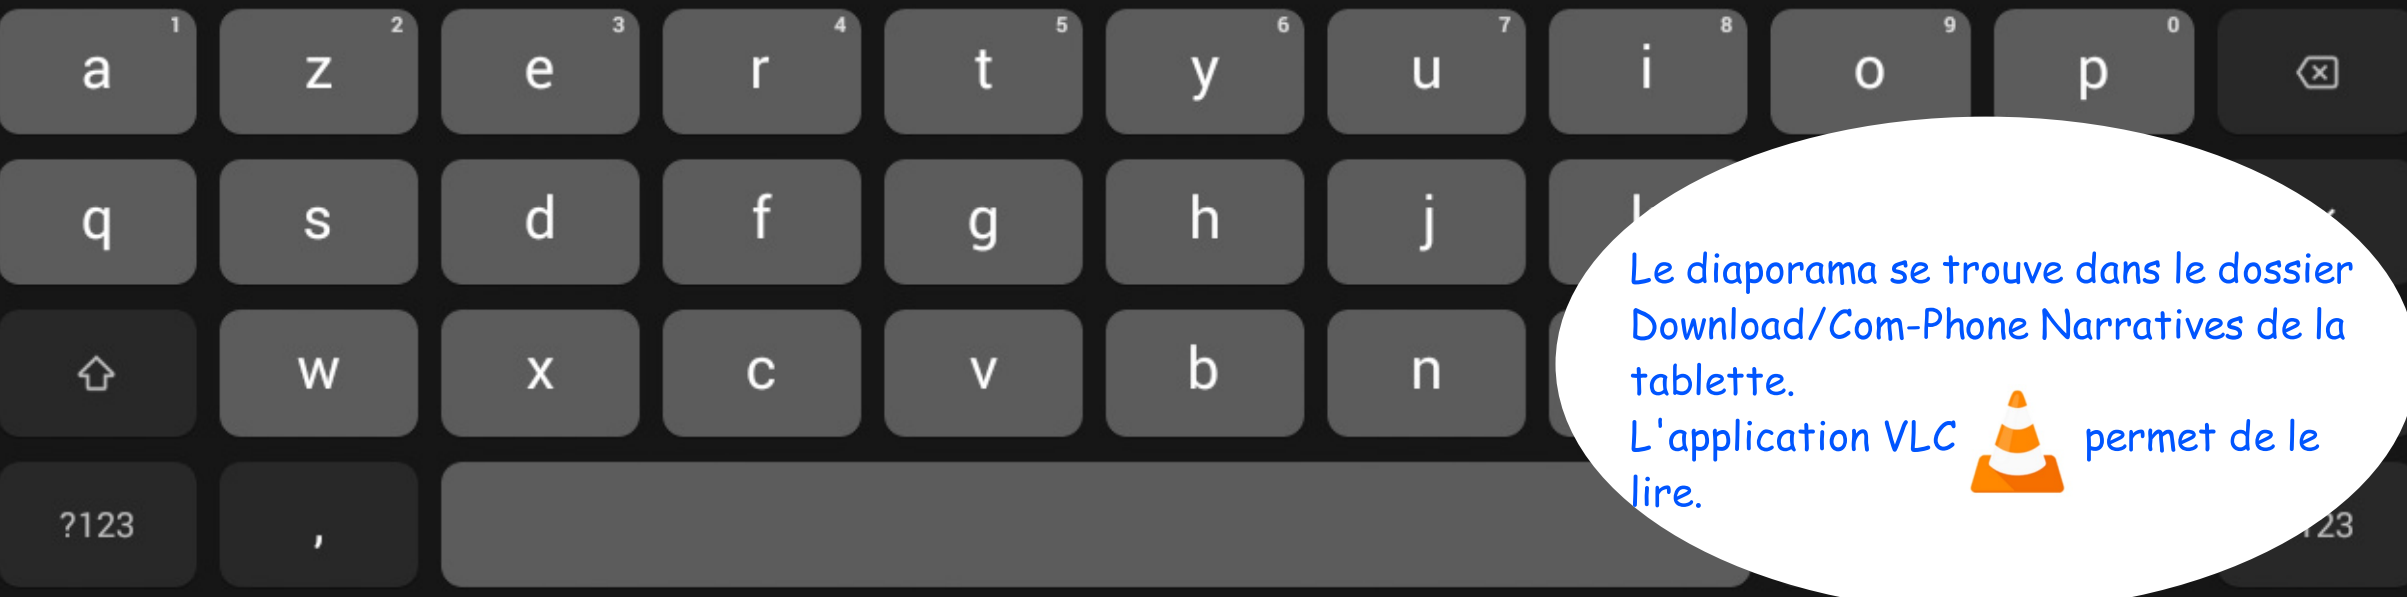 1 2 3 4 5 6 7 8 9 0
a z e r t y u i o p
q s d f g h j
w x c v b n
?123 ,
Le diaporama se trouve dans le dossier
Download/Com-Phone Narratives de la
tablette.
L'application VLC permet de le
lire.
23